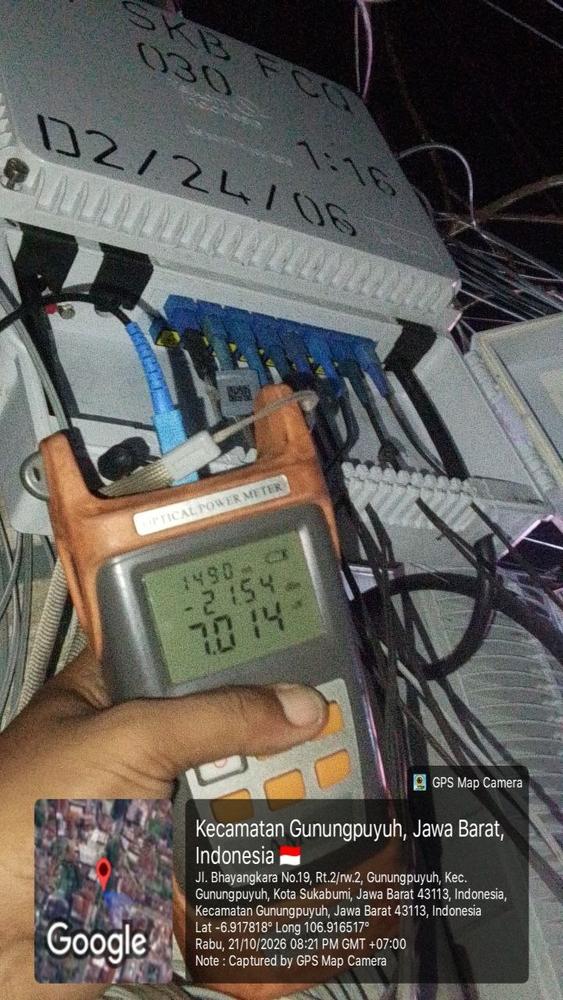 SKB FCQ
030
1:16
D2/24/06
OPTICAL POWER METER
1490
-21.54
7.014
GPS Map Camera
Kecamatan Gunungpuyuh, Jawa Barat,
Indonesia 🇮🇩
Jl. Bhayangkara No.19, Rt.2/rw.2, Gunungpuyuh, Kec.
Gunungpuyuh, Kota Sukabumi, Jawa Barat 43113, Indonesia,
Kecamatan Gunungpuyuh, Jawa Barat 43113, Indonesia
Lat -6.917818° Long 106.916517°
Rabu, 21/10/2026 08:21 PM GMT +07:00
Note : Captured by GPS Map Camera
Google